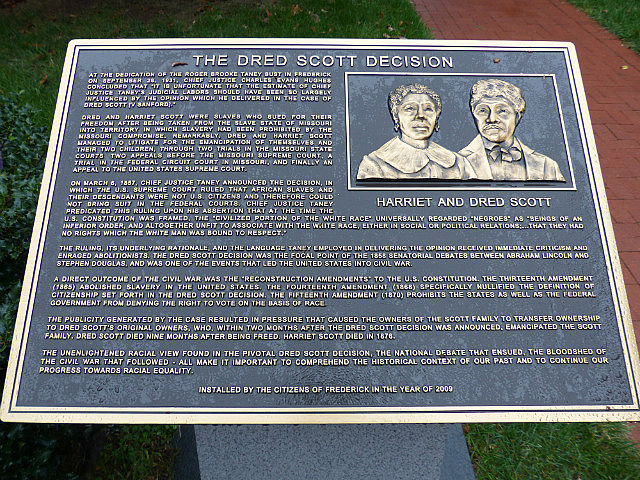 THE DRED SCOTT DECISION
AT THE DEDICATION OF THE ROGER BROOKE TANEY BUST IN FREDERICK
ON SEPTEMBER 26, 1931, CHIEF JUSTICE CHARLES EVANS HUGHES
CONCLUDED THAT "IT IS UNFORTUNATE THAT THE ESTIMATE OF CHIEF
JUSTICE TANEY'S JUDICIAL LABORS SHOULD HAVE BEEN SO LARGELY
INFLUENCED BY THE OPINION WHICH HE DELIVERED IN THE CASE OF
DRED SCOTT [V. SANFORD]."
DRED AND HARRIET SCOTT WERE SLAVES WHO SUED FOR THEIR
FREEDOM AFTER BEING TAKEN FROM THE SLAVE STATE OF MISSOURI
INTO TERRITORY IN WHICH SLAVERY HAD BEEN PROHIBITED BY THE
MISSOURI COMPROMISE. REMARKABLY, DRED AND HARRIET SCOTT
MANAGED TO LITIGATE FOR THE EMANCIPATION OF THEMSELVES AND
THEIR TWO CHILDREN, THROUGH TWO TRIALS IN THE MISSOURI STATE
COURTS, TWO APPEALS BEFORE THE MISSOURI SUPREME COURT, A
TRIAL IN THE FEDERAL CIRCUIT COURT IN MISSOURI, AND FINALLY AN
APPEAL TO THE UNITED STATES SUPREME COURT.
ON MARCH 6, 1857, CHIEF JUSTICE TANEY ANNOUNCED THE DECISION, IN
WHICH THE U.S. SUPREME COURT RULED THAT AFRICAN SLAVES AND
THEIR DESCENDANTS WERE NOT U.S. CITIZENS AND THEREFORE COULD
NOT BRING SUIT IN THE FEDERAL COURTS. CHIEF JUSTICE TANEY
PREDICATED THIS RULING UPON HIS ASSERTION THAT AT THE TIME THE
U.S. CONSTITUTION WAS FRAMED, THE "CIVILIZED PORTION OF THE WHITE RACE" UNIVERSALLY REGARDED "NEGROES" AS "BEINGS OF AN
INFERIOR ORDER, AND ALTOGETHER UNFIT TO ASSOCIATE WITH THE WHITE RACE, EITHER IN SOCIAL OR POLITICAL RELATIONS;...THAT THEY HAD
NO RIGHTS WHICH THE WHITE MAN WAS BOUND TO RESPECT."
HARRIET AND DRED SCOTT
THE RULING, ITS UNDERLYING RATIONALE, AND THE LANGUAGE TANEY EMPLOYED IN DELIVERING THE OPINION RECEIVED IMMEDIATE CRITICISM AND
ENRAGED ABOLITIONISTS. THE DRED SCOTT DECISION WAS THE FOCAL POINT OF THE 1858 SENATORIAL DEBATES BETWEEN ABRAHAM LINCOLN AND
STEPHEN DOUGLAS, AND WAS ONE OF THE EVENTS THAT LED THE UNITED STATES INTO CIVIL WAR.
A DIRECT OUTCOME OF THE CIVIL WAR WAS THE "RECONSTRUCTION AMENDMENTS" TO THE U.S. CONSTITUTION. THE THIRTEENTH AMENDMENT
(1865) ABOLISHED SLAVERY IN THE UNITED STATES. THE FOURTEENTH AMENDMENT (1868) SPECIFICALLY NULLIFIED THE DEFINITION OF
CITIZENSHIP SET FORTH IN THE DRED SCOTT DECISION. THE FIFTEENTH AMENDMENT (1870) PROHIBITS THE STATES AS WELL AS THE FEDERAL
GOVERNMENT FROM DENYING THE RIGHT TO VOTE ON THE BASIS OF RACE.
THE PUBLICITY GENERATED BY THE CASE RESULTED IN PRESSURE THAT CAUSED THE OWNERS OF THE SCOTT FAMILY TO TRANSFER OWNERSHIP
TO DRED SCOTT'S ORIGINAL OWNERS, WHO, WITHIN TWO MONTHS AFTER THE DRED SCOTT DECISION WAS ANNOUNCED, EMANCIPATED THE SCOTT
FAMILY. DRED SCOTT DIED NINE MONTHS AFTER BEING FREED. HARRIET SCOTT DIED IN 1876.
THE UNENLIGHTENED RACIAL VIEW FOUND IN THE PIVOTAL DRED SCOTT DECISION, THE NATIONAL DEBATE THAT ENSUED, THE BLOODSHED OF
THE CIVIL WAR THAT FOLLOWED - ALL MAKE IT IMPORTANT TO COMPREHEND THE HISTORICAL CONTEXT OF OUR PAST AND TO CONTINUE OUR
PROGRESS TOWARDS RACIAL EQUALITY.
INSTALLED BY THE CITIZENS OF FREDERICK IN THE YEAR OF 2009